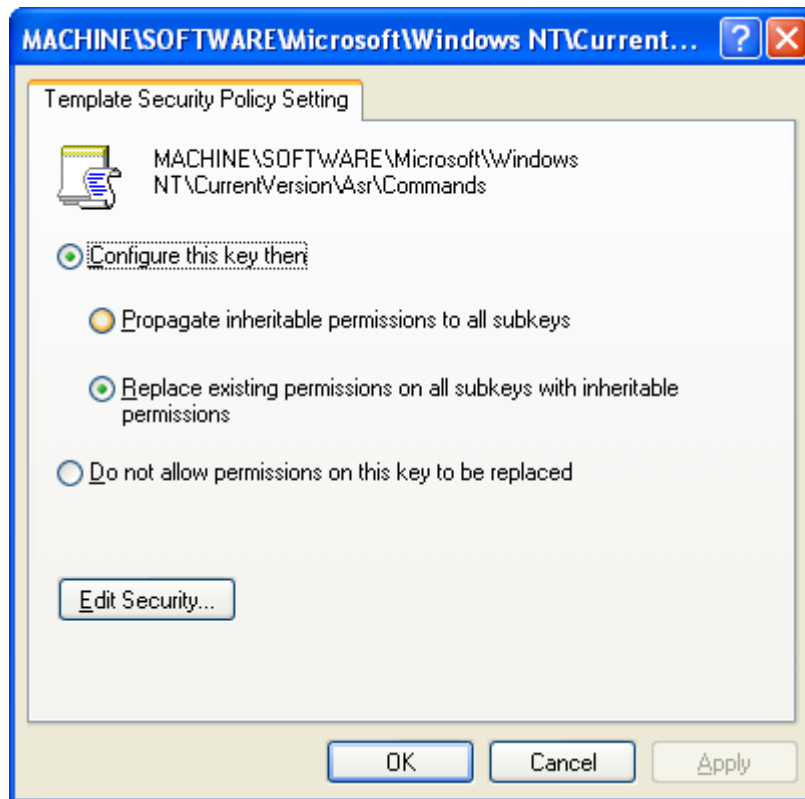 MACHINE\SOFTWARE\Microsoft\Windows NT\Current...
Template Security Policy Setting
MACHINE\SOFTWARE\Microsoft\Windows
NT\CurrentVersion\Asr\Commands
Configure this key then
Propagate inheritable permissions to all subkeys
Replace existing permissions on all subkeys with inheritable
permissions
Do not allow permissions on this key to be replaced
Edit Security...
OK Cancel Apply